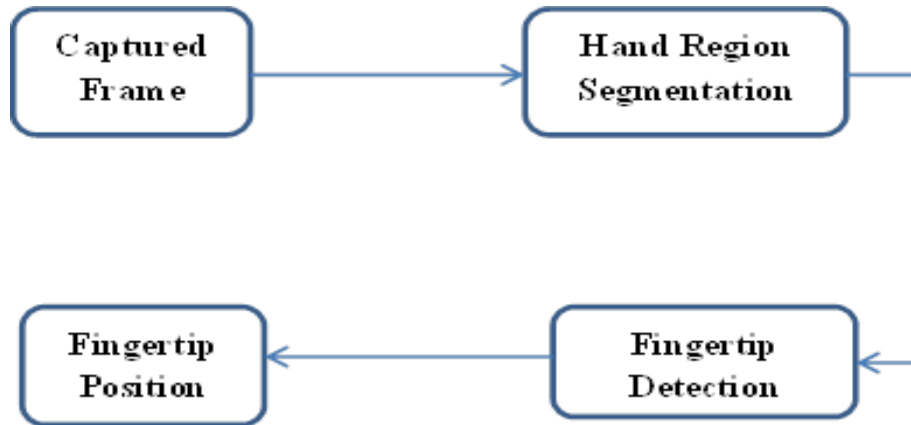 Captured
Frame
Hand Region
Segmentation
Fingertip
Detection
Fingertip
Position